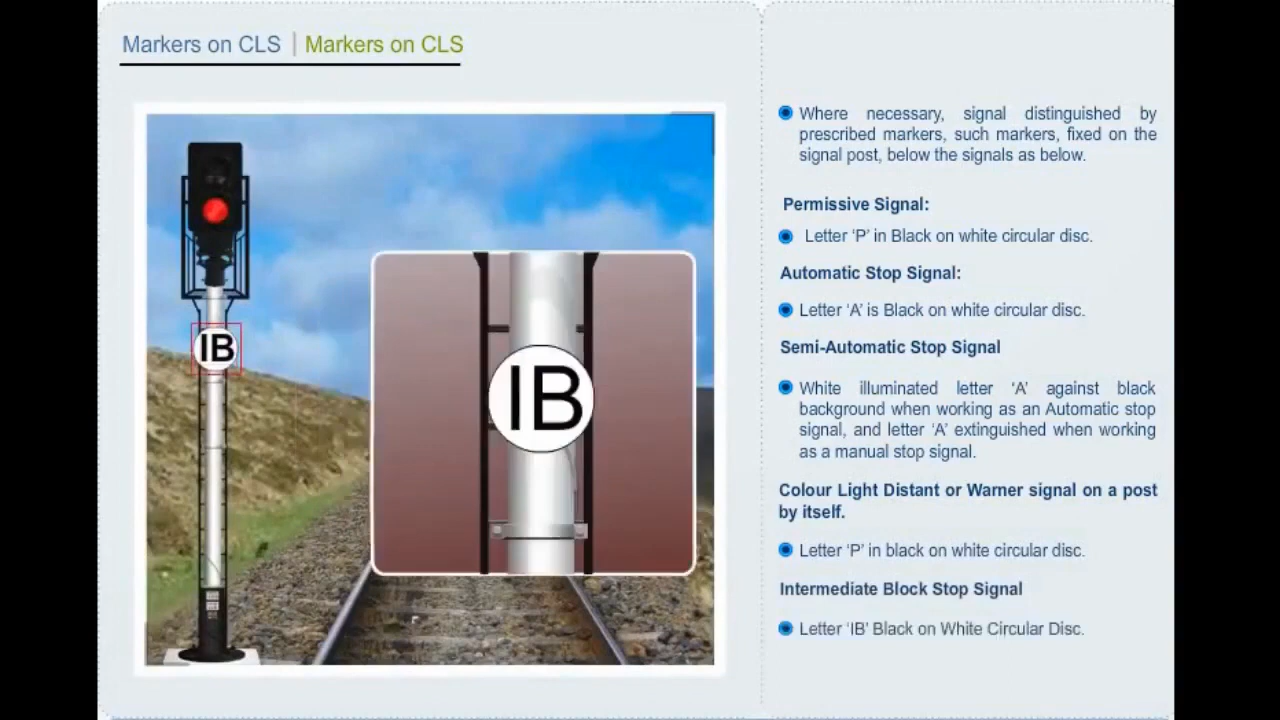 Markers on CLS | Markers on CLS
IB
IB
Where necessary, signal distinguished by
prescribed markers, such markers, fixed on the
signal post, below the signals as below.
Permissive Signal:
Letter ‘P’ in Black on white circular disc.
Automatic Stop Signal:
Letter ‘A’ is Black on white circular disc.
Semi-Automatic Stop Signal
White illuminated letter ‘A’ against black
background when working as an Automatic stop
signal, and letter ‘A’ extinguished when working
as a manual stop signal.
Colour Light Distant or Warner signal on a post
by itself.
Letter ‘P’ in black on white circular disc.
Intermediate Block Stop Signal
Letter ‘IB’ Black on White Circular Disc.